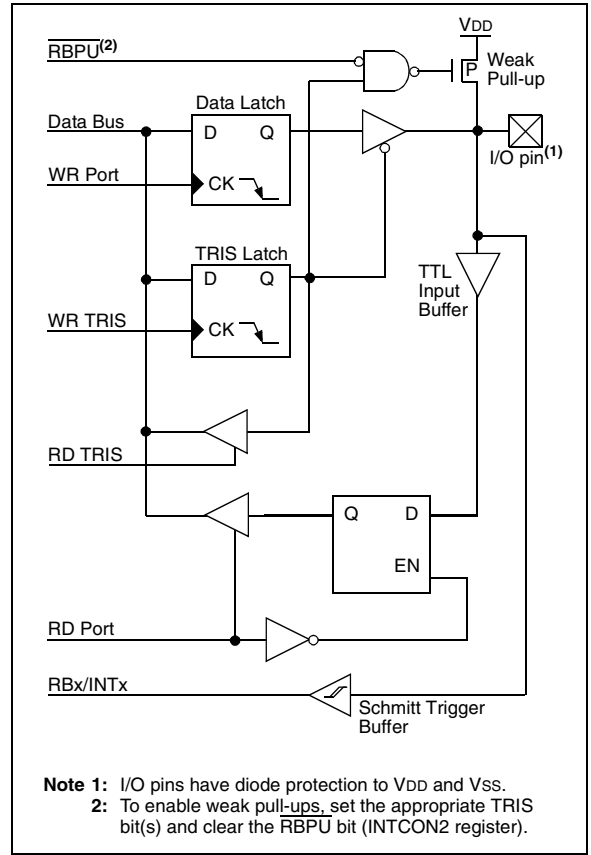 RBPU(2)
VDD
P
Weak
Pull-up
Data Latch
Data Bus
D Q
I/O pin(1)
WR Port
CK
TRIS Latch
D Q
TTL
Input
Buffer
WR TRIS
CK
RD TRIS
Q D
EN
RD Port
RBx/INTx
Schmitt Trigger
Buffer
Note 1: I/O pins have diode protection to VDD and VSS.
2: To enable weak pull-ups, set the appropriate TRIS
bit(s) and clear the RBPU bit (INTCON2 register).